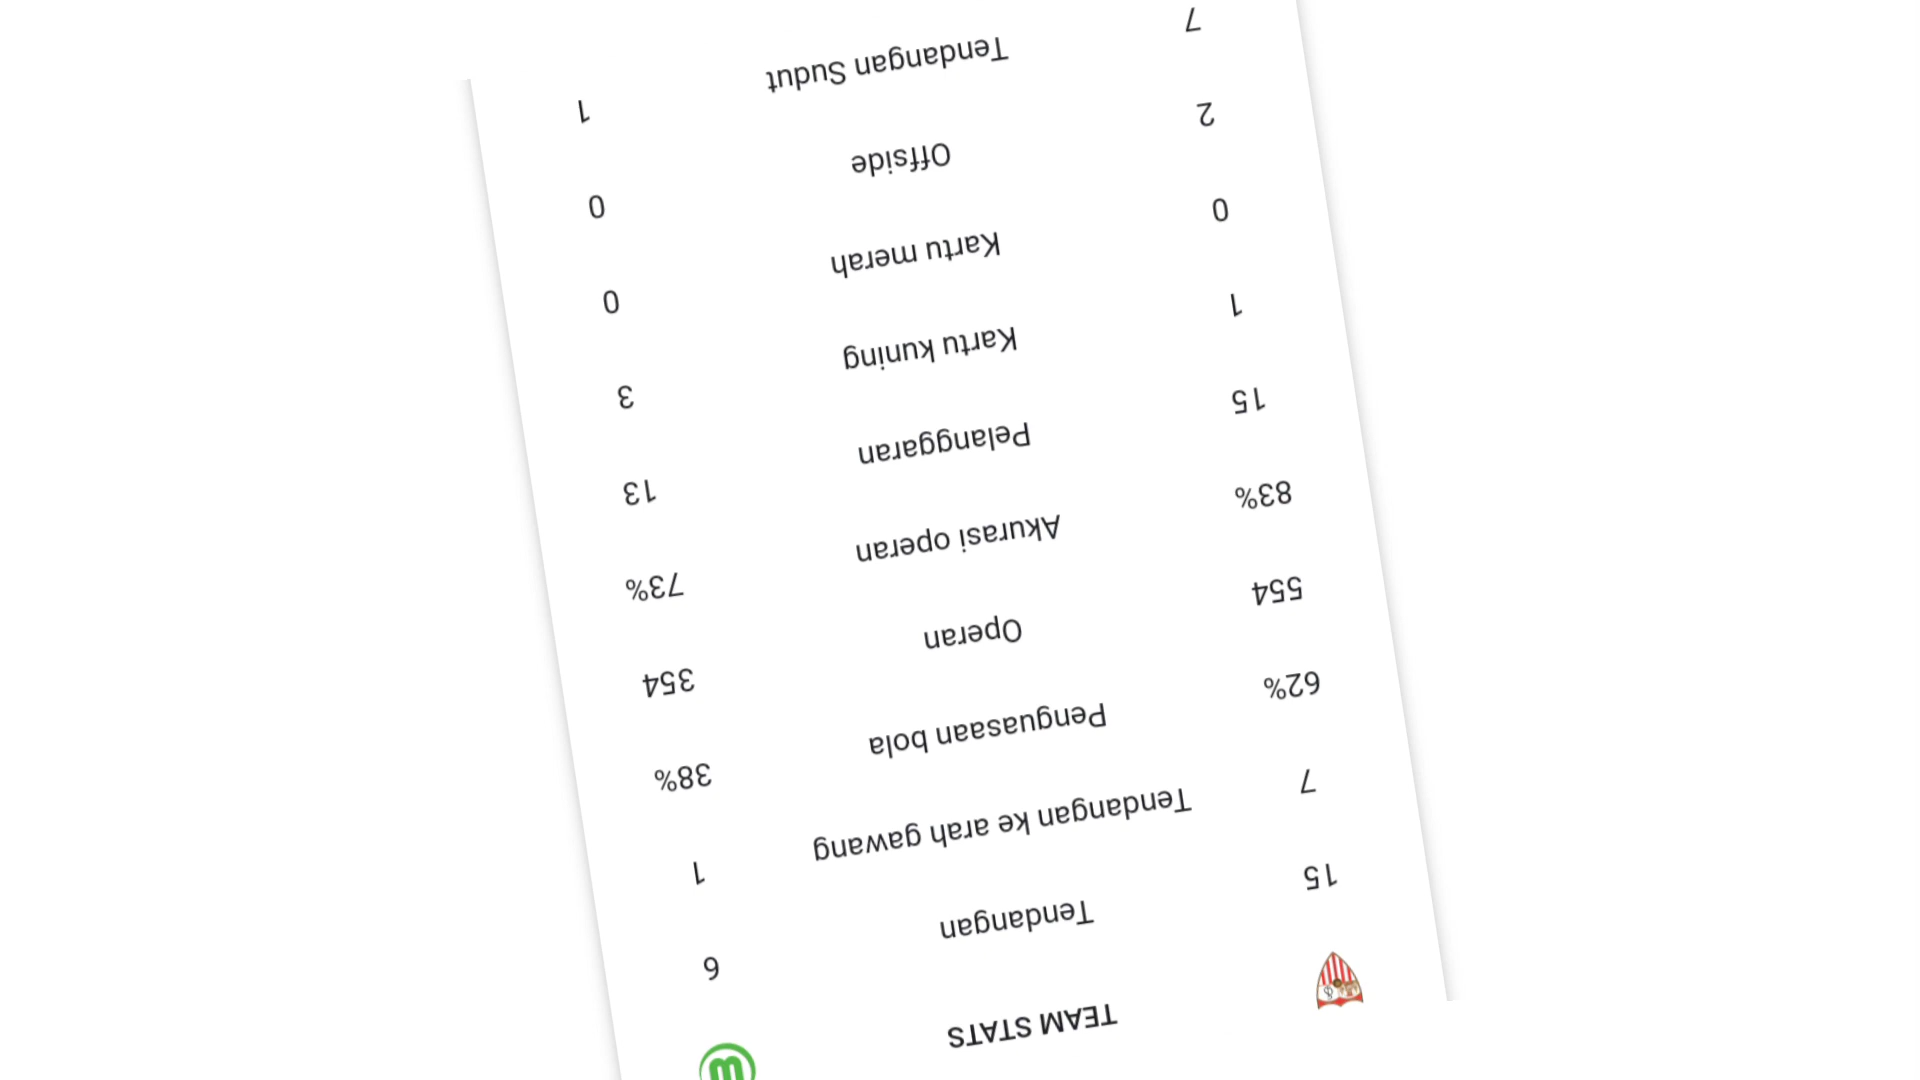 TEAM STATS W
15 Tendangan 6
7 Tendangan ke arah gawang 1
62% Penguasaan bola 38%
554 Operan 354
83% Akurasi operan 73%
15 Pelanggaran 13
1 Kartu kuning 3
0 Kartu merah 0
2 Offside 0
7 Tendangan Sudut 1